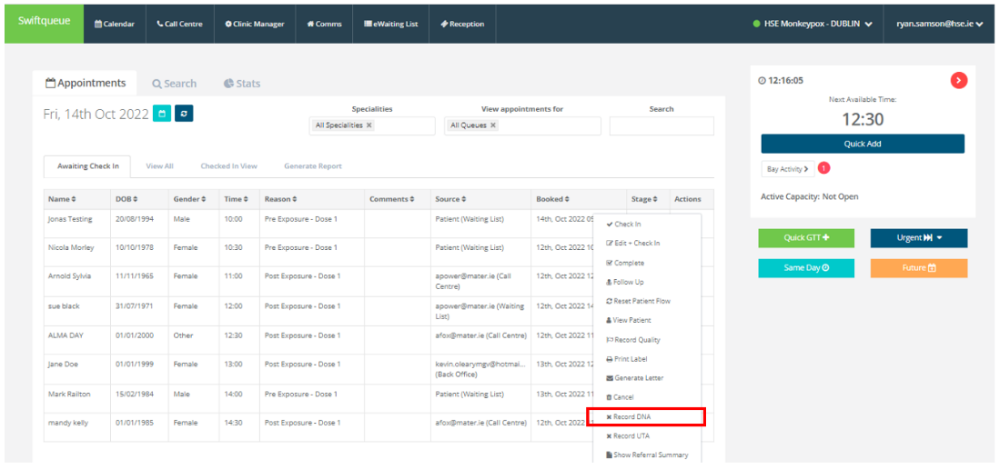 Swiftqueue
Calendar
Call Centre
Clinic Manager
Comms
eWaiting List
Reception
HSE Monkeypox - DUBLIN
ryan.samson@hse.ie
Appointments
Search
Stats
Fri, 14th Oct 2022
Specialities
View appointments for
Search
All Specialities ×
All Queues ×
Awaiting Check In
View All
Checked In View
Generate Report
Name DOB Gender Time Reason Comments Source Booked Stage Actions
Jonas Testing 20/08/1994 Male 10:00 Pre Exposure - Dose 1 Patient (Waiting List) 14th, Oct 2022 09
Nicola Morley 10/10/1978 Female 10:30 Pre Exposure - Dose 1 Patient (Waiting List) 12th, Oct 2022 10
Arnold Sylvia 11/11/1965 Female 11:00 Post Exposure - Dose 1 apower@mater.ie (Call 12th, Oct 2022 12
Centre)
sue black 31/07/1971 Female 12:00 Post Exposure - Dose 1 apower@mater.ie (Waiting 12th, Oct 2022 14
List)
ALMA DAY 01/01/2000 Other 12:30 Post Exposure - Dose 1 afox@mater.ie (Call Centre) 12th, Oct 2022 11
Jane Doe 01/01/1999 Female 13:00 Post Exposure - Dose 1 kevin.olearymgv@hotmai... 13th, Oct 2022 12
(Back Office)
Mark Railton 15/02/1984 Male 14:00 Pre Exposure - Dose 1 Patient (Waiting List) 13th, Oct 2022 11
mandy kelly 01/01/1985 Female 14:30 Post Exposure - Dose 1 afox@mater.ie (Call Centre) 12th, Oct 2022
Check In
Edit + Check In
Complete
Follow Up
Reset Patient Flow
View Patient
Record Quality
Print Label
Generate Letter
Cancel
Record DNA
Record UTA
Show Referral Summary
12:16:05
Next Available Time:
12:30
Quick Add
Bay Activity
1
Active Capacity: Not Open
Quick GTT
Urgent
Same Day
Future